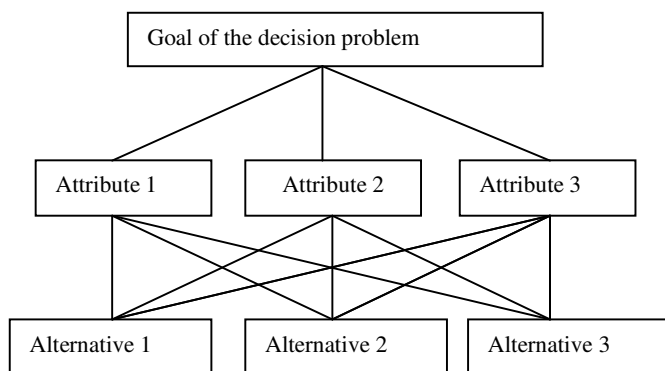 Goal of the decision problem
Attribute 1
Attribute 2
Attribute 3
Alternative 1
Alternative 2
Alternative 3